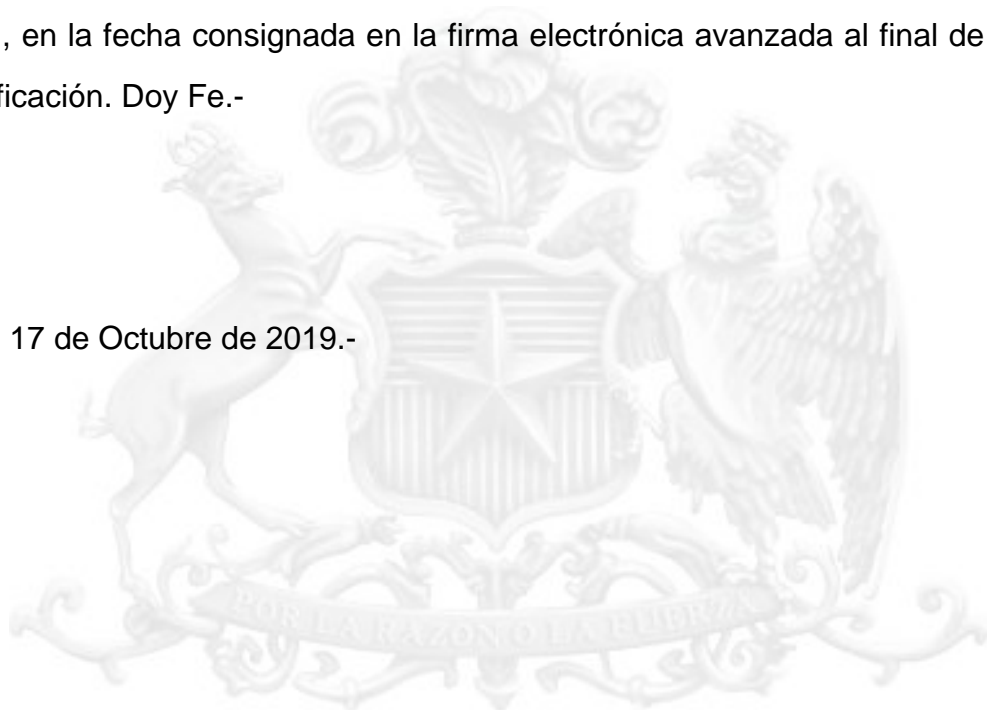 , en la fecha consignada en la firma electrónica avanzada al final de
ficación. Doy Fe.-
17 de Octubre de 2019.-
POR LA RAZON O LA FUERZA